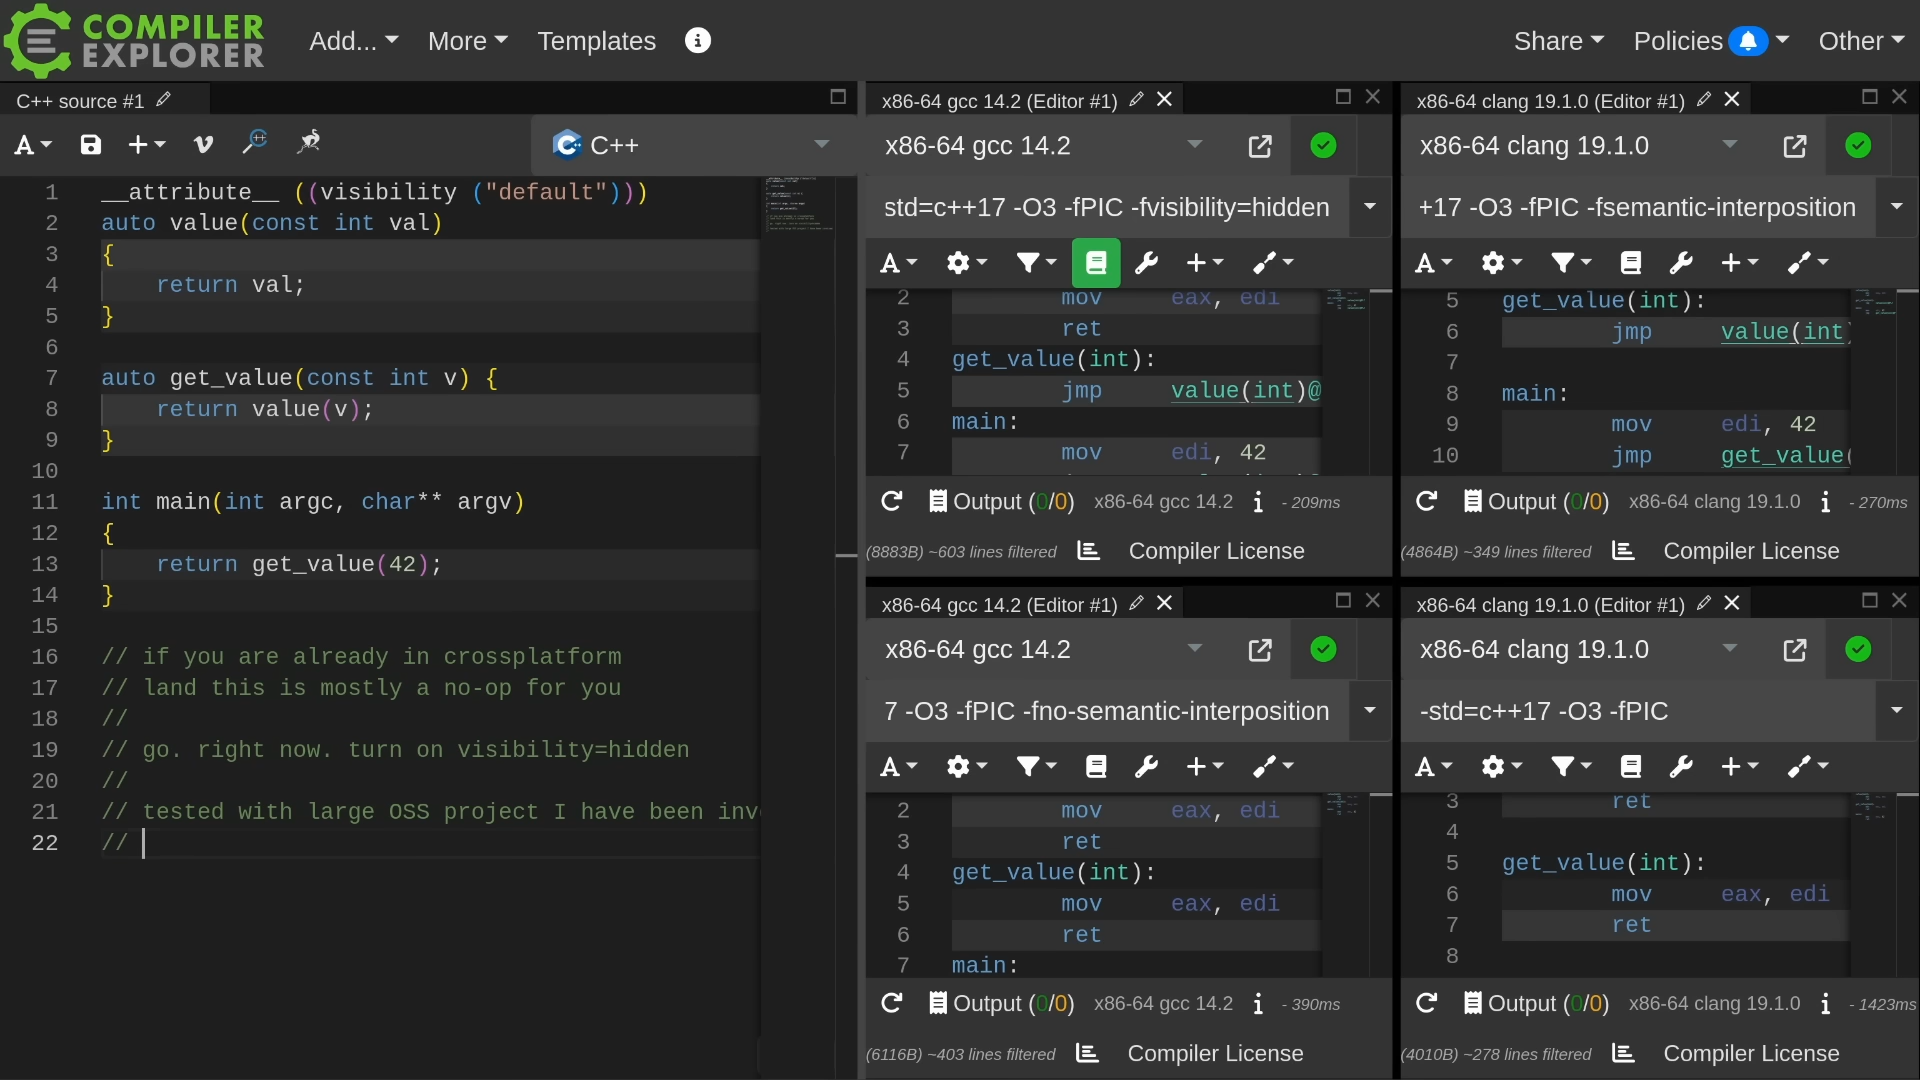 COMPILER
EXPLORER
Add...
More
Templates
Share
Policies
Other
C++ source #1
C++
1 __attribute__ ((visibility ("default")))
2 auto value(const int val)
3 {
4 return val;
5 }
6
7 auto get_value(const int v) {
8 return value(v);
9 }
10
11 int main(int argc, char** argv)
12 {
13 return get_value(42);
14 }
15
16 // if you are already in crossplatform
17 // land this is mostly a no-op for you
18 //
19 // go. right now. turn on visibility=hidden
20 //
21 // tested with large OSS project I have been inv
22 //
x86-64 gcc 14.2 (Editor #1)
x86-64 gcc 14.2
std=c++17 -O3 -fPIC -fvisibility=hidden
2 mov eax, edi
3 ret
4 get_value(int):
5 jmp value(int)@
6 main:
7 mov edi, 42
Output (0/0) x86-64 gcc 14.2 - 209ms
(8883B) ~603 lines filtered Compiler License
x86-64 clang 19.1.0 (Editor #1)
x86-64 clang 19.1.0
+17 -O3 -fPIC -fsemantic-interposition
5 get_value(int):
6 jmp value(int)
7
8 main:
9 mov edi, 42
10 jmp get_value(
Output (0/0) x86-64 clang 19.1.0 - 270ms
(4864B) ~349 lines filtered Compiler License
x86-64 gcc 14.2 (Editor #1)
x86-64 gcc 14.2
7 -O3 -fPIC -fno-semantic-interposition
2 mov eax, edi
3 ret
4 get_value(int):
5 mov eax, edi
6 ret
7 main:
Output (0/0) x86-64 gcc 14.2 - 390ms
(6116B) ~403 lines filtered Compiler License
x86-64 clang 19.1.0 (Editor #1)
x86-64 clang 19.1.0
-std=c++17 -O3 -fPIC
3 ret
4
5 get_value(int):
6 mov eax, edi
7 ret
8
Output (0/0) x86-64 clang 19.1.0 - 1423ms
(4010B) ~278 lines filtered Compiler License